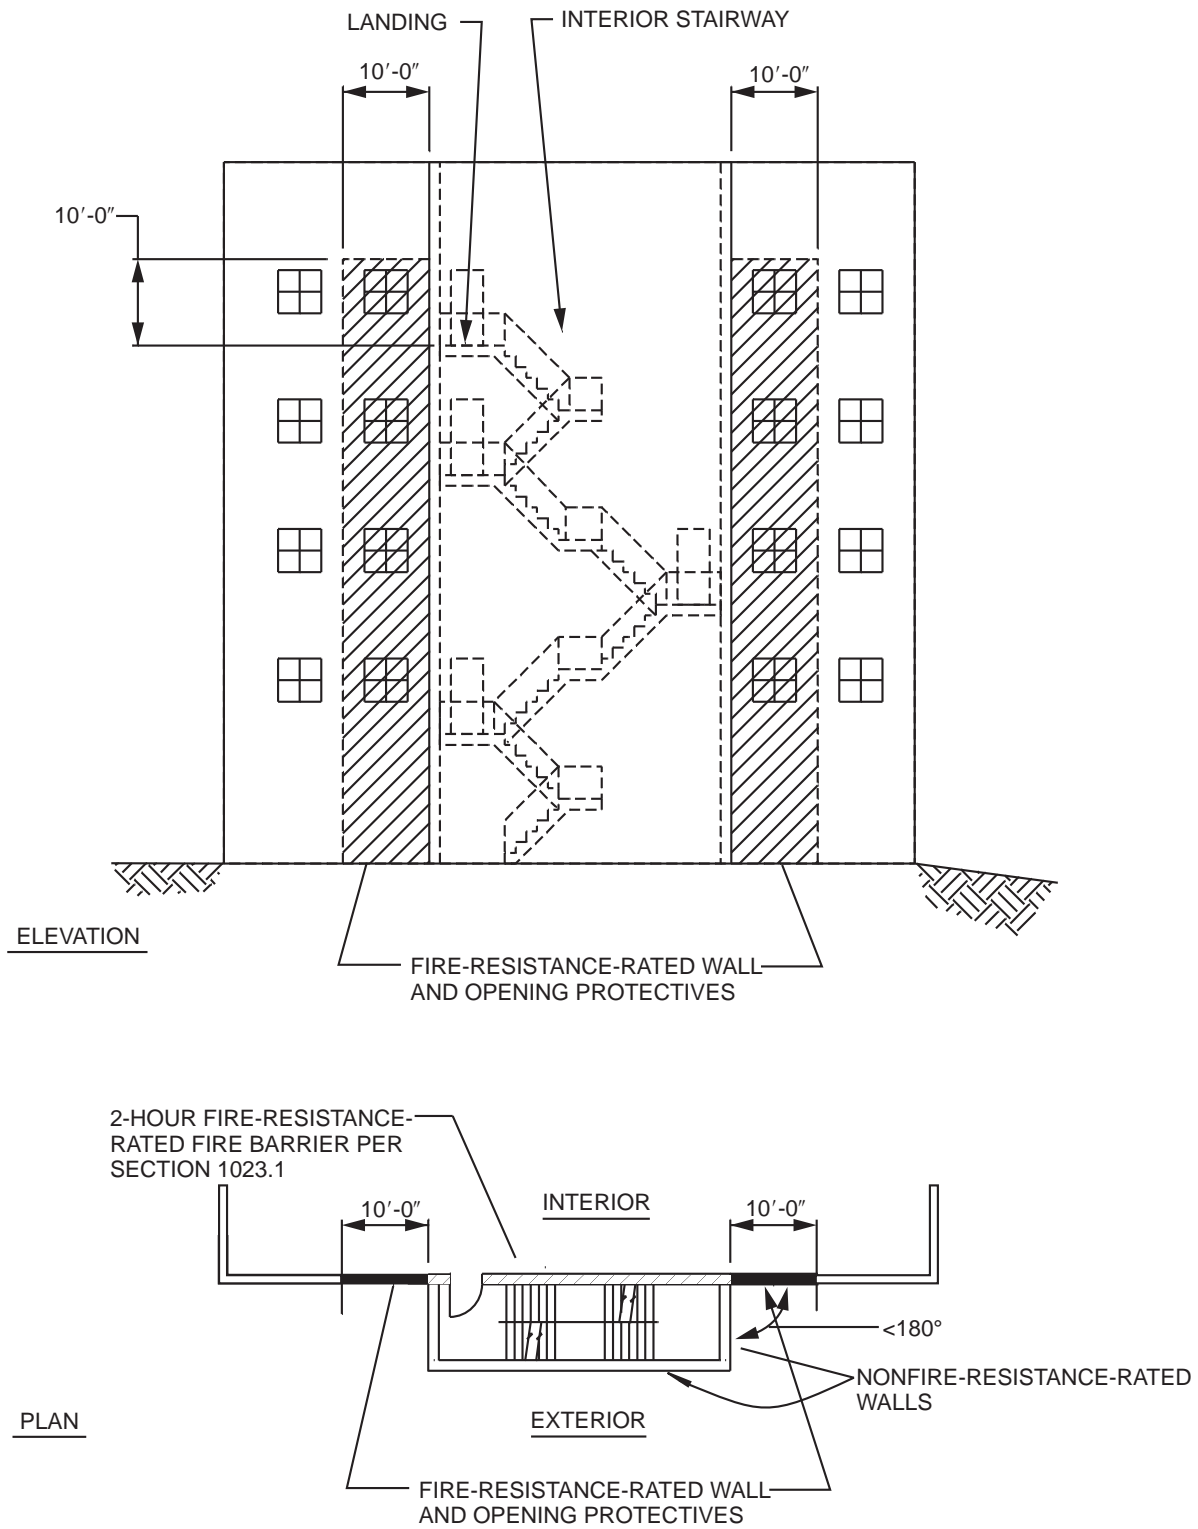 LANDING
INTERIOR STAIRWAY
10′-0″
10′-0″
10′-0″
ELEVATION
FIRE-RESISTANCE-RATED WALL
AND OPENING PROTECTIVES
2-HOUR FIRE-RESISTANCE-
RATED FIRE BARRIER PER
SECTION 1023.1
INTERIOR
10′-0″
10′-0″
<180°
NONFIRE-RESISTANCE-RATED
WALLS
PLAN
EXTERIOR
FIRE-RESISTANCE-RATED WALL
AND OPENING PROTECTIVES